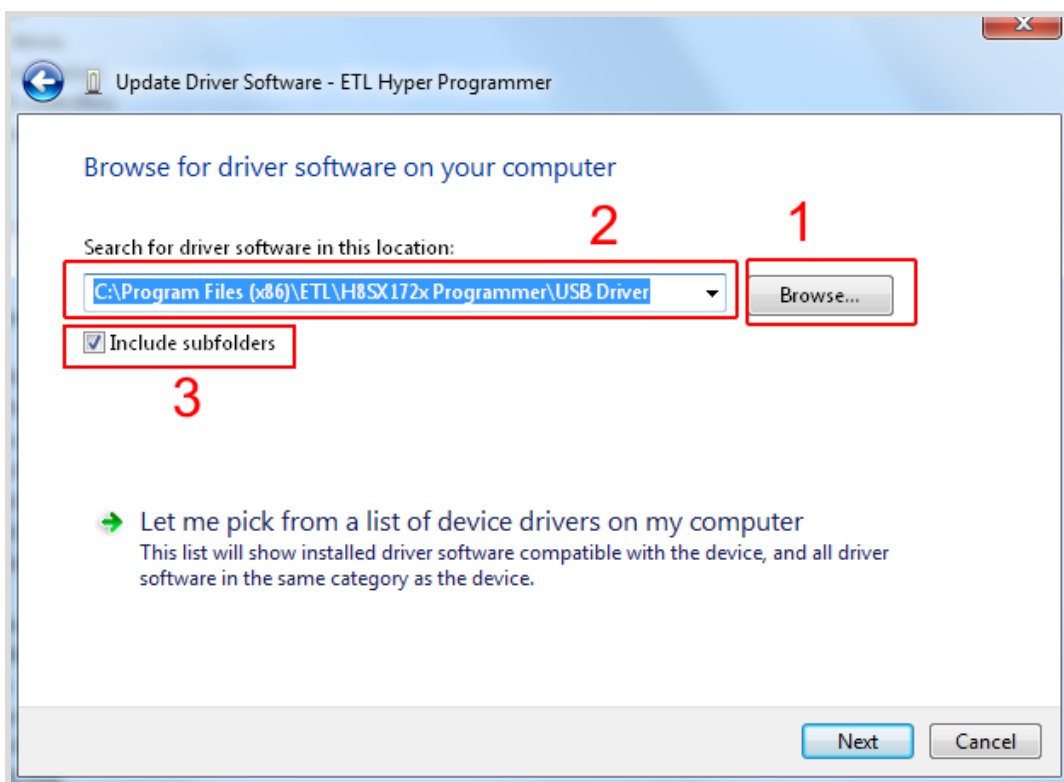 X
Update Driver Software - ETL Hyper Programmer
Browse for driver software on your computer
2
1
Search for driver software in this location:
C:\Program Files (x86)\ETL\H8SX172x Programmer\USB Driver
Browse...
Include subfolders
3
Let me pick from a list of device drivers on my computer
This list will show installed driver software compatible with the device, and all driver
software in the same category as the device.
Next
Cancel